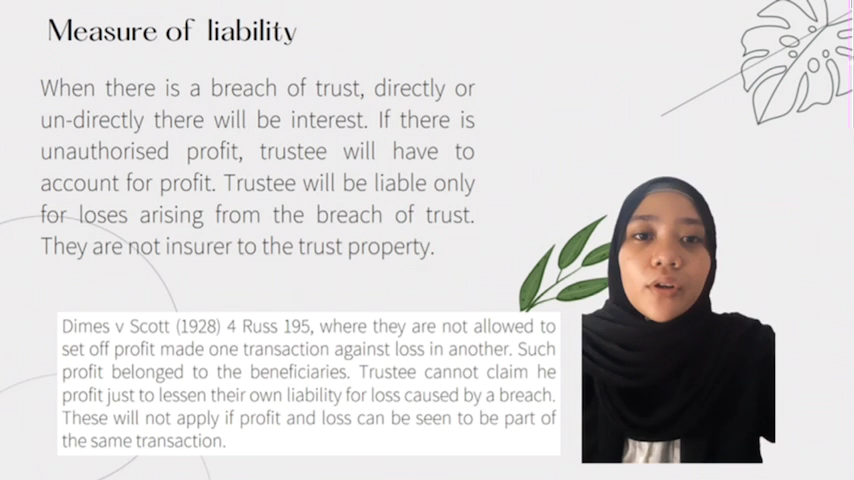 Measure of liability
When there is a breach of trust, directly or
un-directly there will be interest. If there is
unauthorised profit, trustee will have to
account for profit. Trustee will be liable only
for loses arising from the breach of trust.
They are not insurer to the trust property.
Dimes v Scott (1928) 4 Russ 195, where they are not allowed to
set off profit made one transaction against loss in another. Such
profit belonged to the beneficiaries. Trustee cannot claim he
profit just to lessen their own liability for loss caused by a breach.
These will not apply if profit and loss can be seen to be part of
the same transaction.